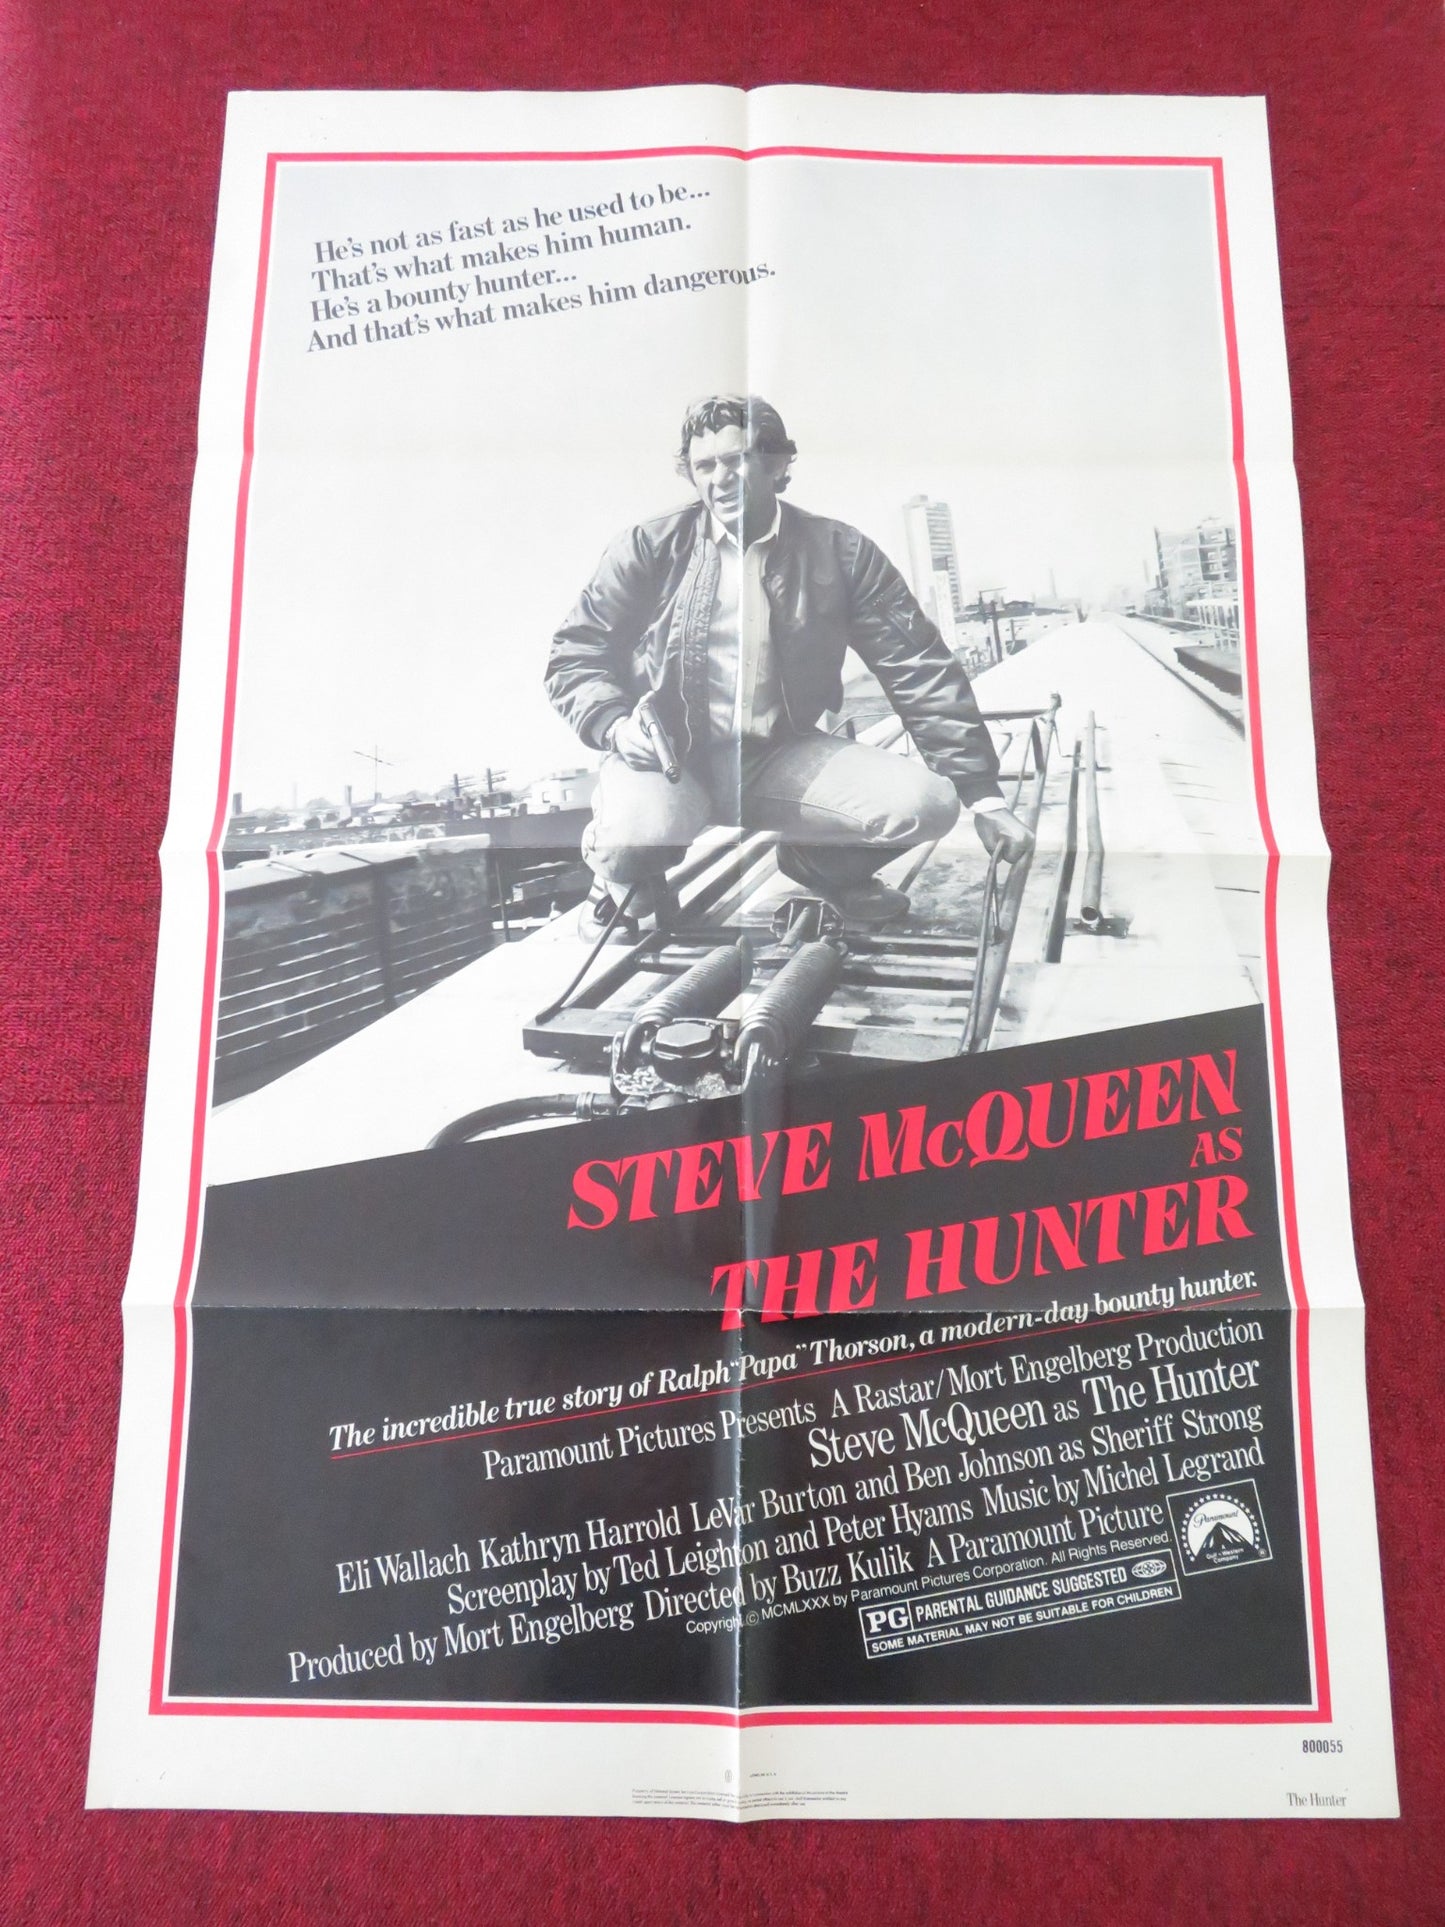 He's not as fast as he used to be...
That's what makes him human.
He's a bounty hunter...
And that's what makes him dangerous.
STEVE McQUEEN
AS
THE HUNTER
The incredible true story of Ralph "Papa" Thorson, a modern-day bounty hunter.
Paramount Pictures Presents A Rastar/Mort Engelberg Production
Steve McQueen as The Hunter
Eli Wallach Kathryn Harrold LeVar Burton and Ben Johnson as Sheriff Strong
Screenplay by Ted Leighton and Peter Hyams Music by Michel Legrand
Produced by Mort Engelberg Directed by Buzz Kulik A Paramount Picture
Copyright © MCMLXXX by Paramount Pictures Corporation. All Rights Reserved.
PG PARENTAL GUIDANCE SUGGESTED
SOME MATERIAL MAY NOT BE SUITABLE FOR CHILDREN
Paramount
Gulf + Western
Company
800055
The Hunter